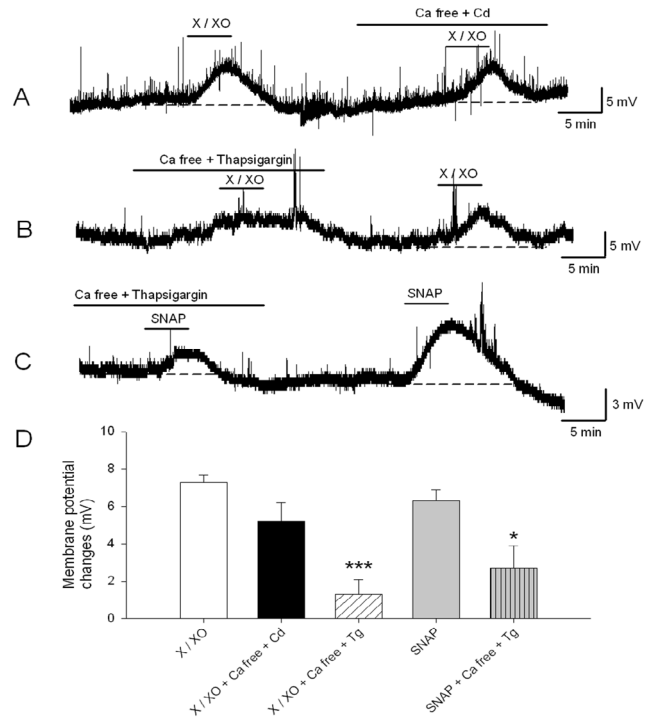 Ca free + Cd
X / XO
X / XO
A
5 mV
5 min
Ca free + Thapsigargin
X / XO
X / XO
B
5 mV
5 min
Ca free + Thapsigargin
SNAP
SNAP
C
3 mV
5 min
D
Membrane potential
changes (mV)
10
8
6
4
2
0
***
*
X / XO
X / XO + Ca free + Cd
X / XO + Ca free + Tg
SNAP
SNAP + Ca free + Tg